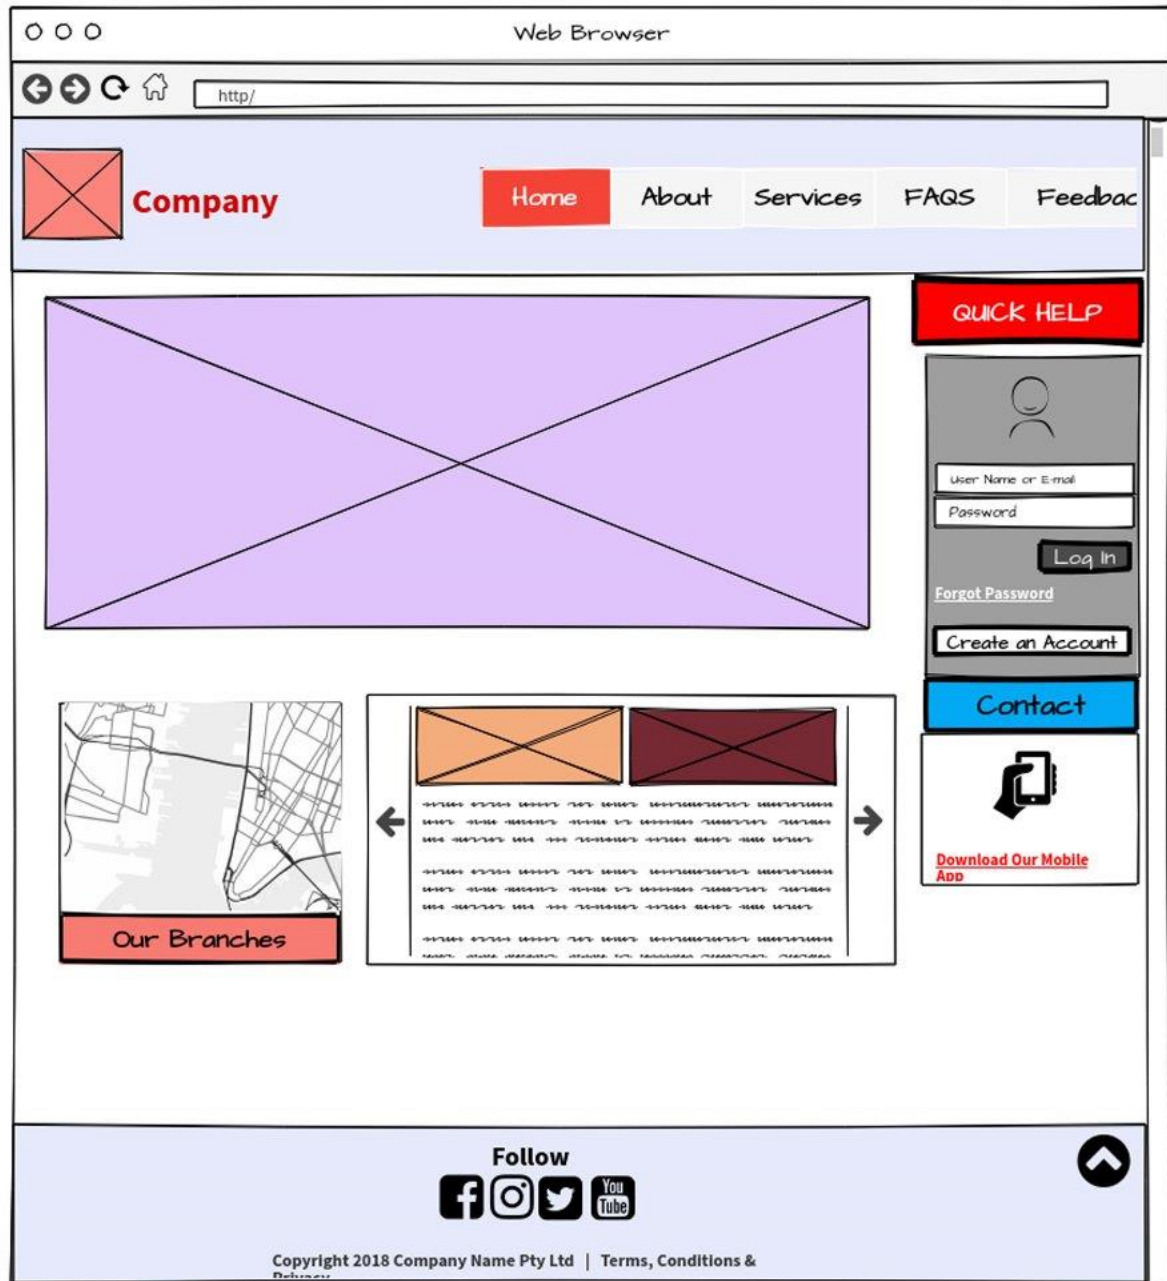 Web Browser
http/
Company
Home About Services FAQS Feedbac
QUICK HELP
User Name or E-mail
Password
Log In
Forgot Password
Create an Account
Contact
Download Our Mobile
App
Our Branches
Follow
You
Tube
Copyright 2018 Company Name Pty Ltd | Terms, Conditions &
Privacy